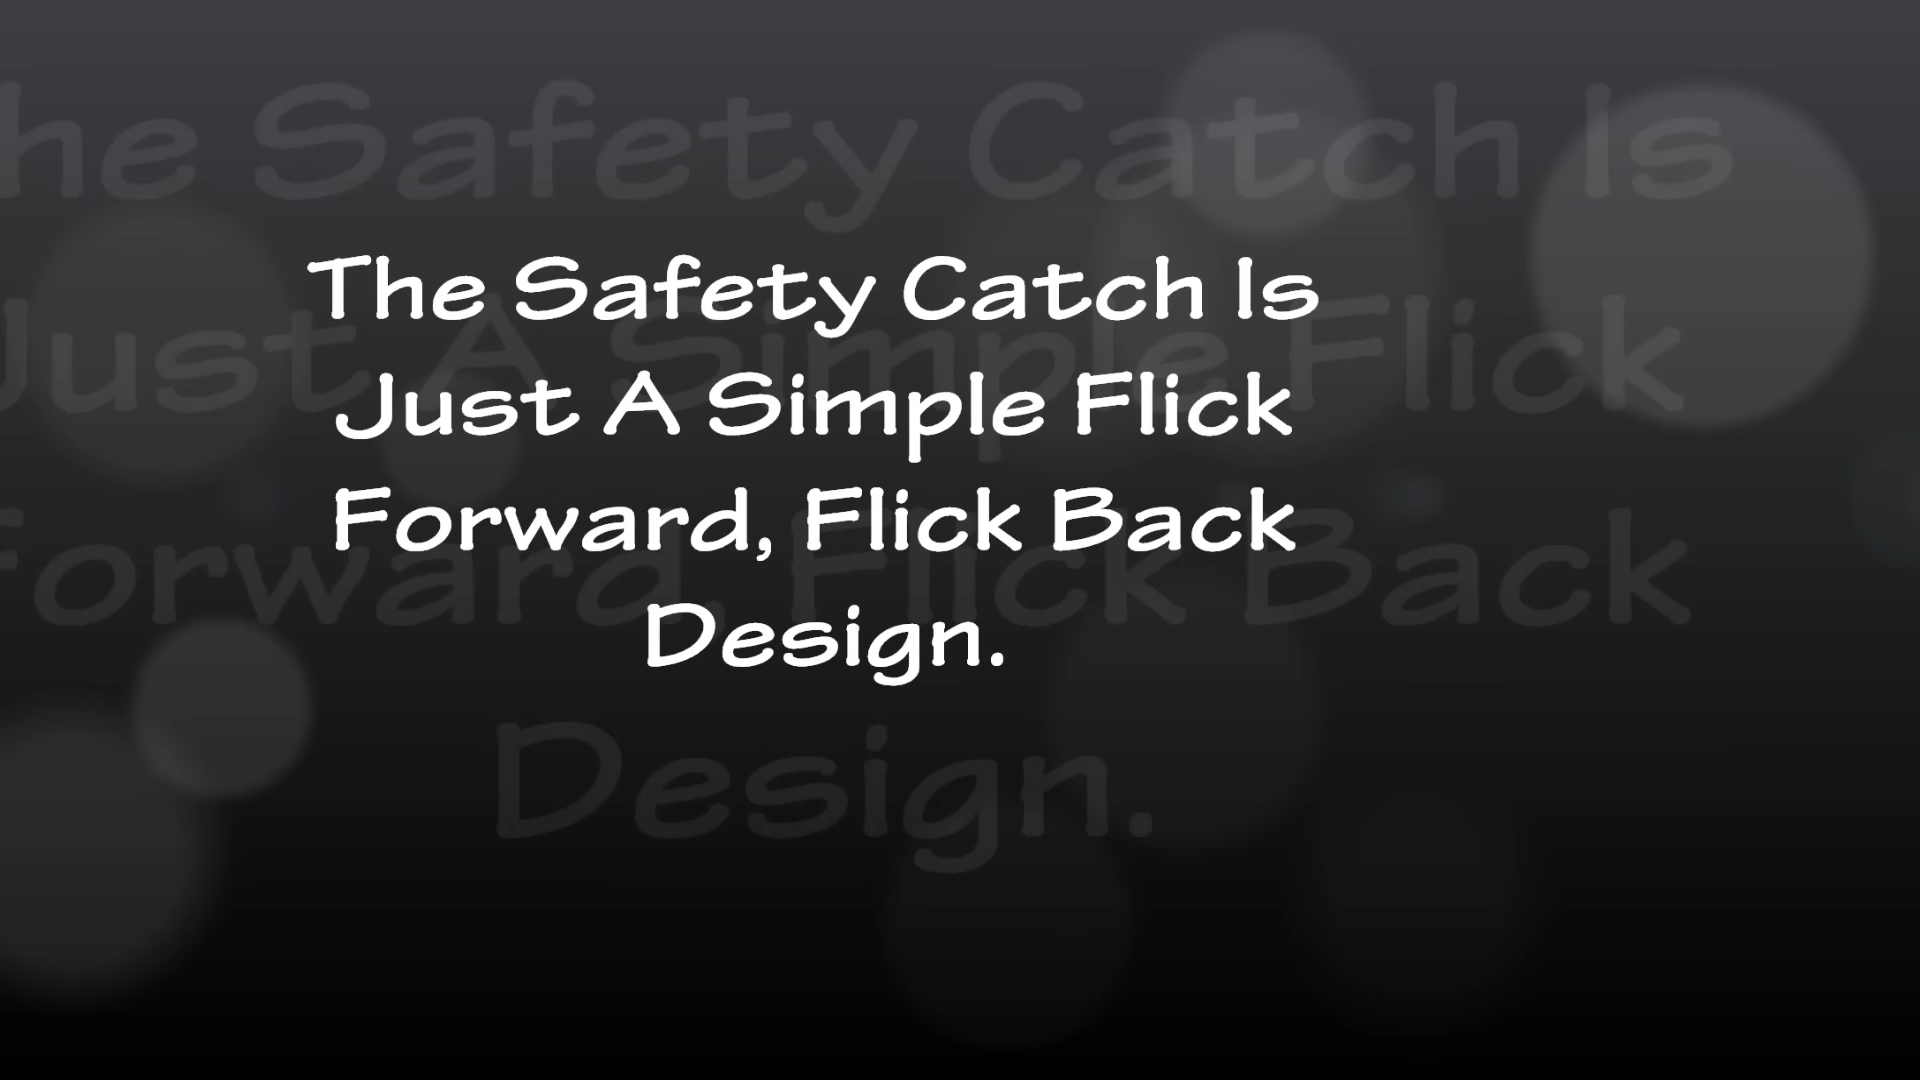 The Safety Catch Is
Just A Simple Flick
Forward, Flick Back
Design.